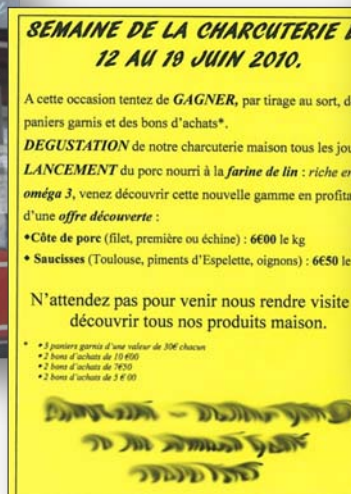 SEMAINE DE LA CHARCUTERIE
12 AU 19 JUIN 2010.
A cette occasion tentez de GAGNER, par tirage au sort, d
paniers garnis et des bons d'achats*.
DEGUSTATION de notre charcuterie maison tous les jou
LANCEMENT du porc nourri à la farine de lin : riche en
oméga 3, venez découvrir cette nouvelle gamme en profita
d'une offre découverte :
◆Côte de porc (filet, première ou échine) : 6€00 le kg
◆ Saucisses (Toulouse, piments d'Espelette, oignons) : 6€50 le
N'attendez pas pour venir nous rendre visite
découvrir tous nos produits maison.
* ◆3 paniers garnis d'une valeur de 30€ chacun
◆2 bons d'achats de 10 €00
◆2 bons d'achats de 7€50
◆2 bons d'achats de 5 € 00